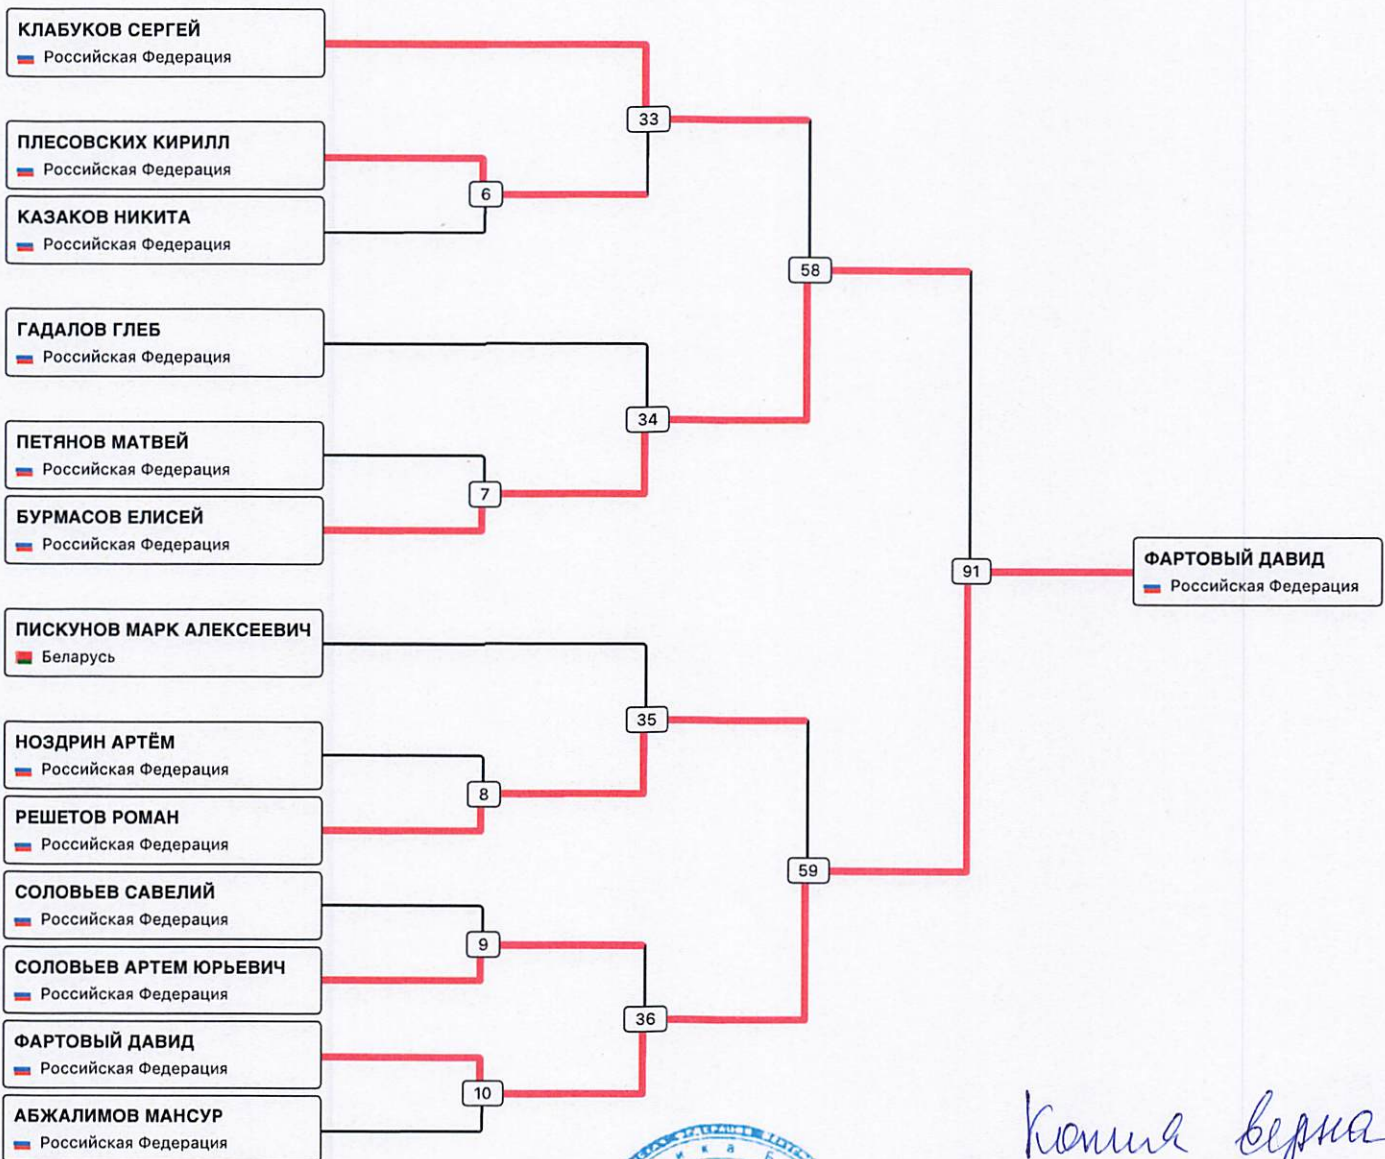 КЛАБУКОВ СЕРГЕЙ
Российская Федерация
33
ПЛЕСОВСКИХ КИРИЛЛ
Российская Федерация
6
КАЗАКОВ НИКИТА
Российская Федерация
58
ГАДАЛОВ ГЛЕБ
Российская Федерация
34
ПЕТЯНОВ МАТВЕЙ
Российская Федерация
7
БУРМАСОВ ЕЛИСЕЙ
Российская Федерация
91
ФАРТОВЫЙ ДАВИД
Российская Федерация
ПИСКУНОВ МАРК АЛЕКСЕЕВИЧ
Беларусь
35
НОЗДРИН АРТЁМ
Российская Федерация
8
РЕШЕТОВ РОМАН
Российская Федерация
59
СОЛОВЬЕВ САВЕЛИЙ
Российская Федерация
9
СОЛОВЬЕВ АРТЕМ ЮРЬЕВИЧ
Российская Федерация
36
ФАРТОВЫЙ ДАВИД
Российская Федерация
10
АБЖАЛИМОВ МАНСУР
Российская Федерация
Копия верна